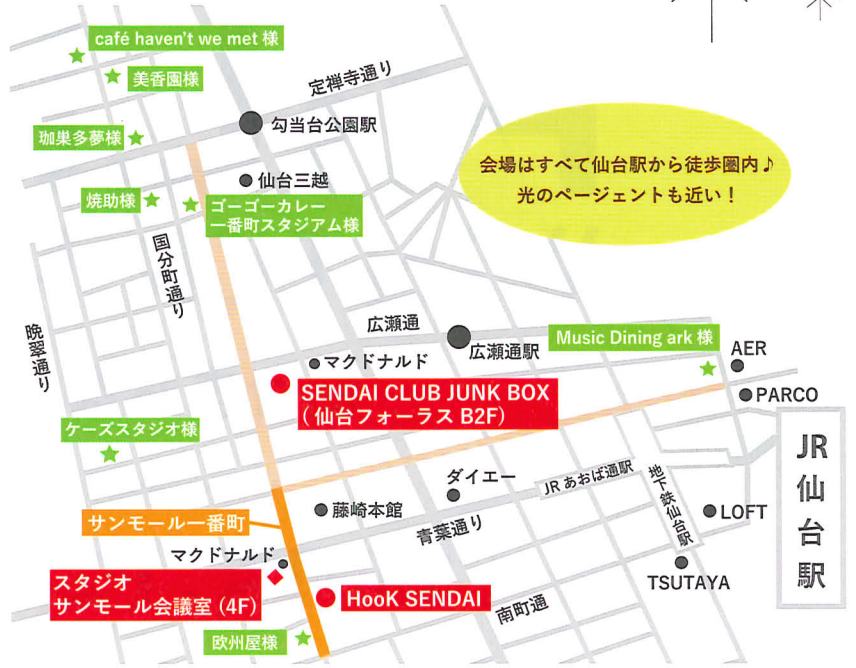 café haven't we met 様
美香園様
定禅寺通り
珈巣多夢様
勾当台公園駅
会場はすべて仙台駅から徒歩圏内♪
光のページェントも近い！
仙台三越
焼助様
ゴーゴーカレー
一番町スタジアム様
国分町通り
晩翠通り
広瀬通
広瀬通駅
Music Dining ark 様
AER
マクドナルド
PARCO
SENDAI CLUB JUNK BOX
(仙台フォーラス B2F)
ケーズスタジオ様
JR仙台駅
ダイエー
JR あおば通駅
地下鉄仙台駅
藤崎本館
LOFT
サンモール一番町
青葉通り
マクドナルド
TSUTAYA
スタジオ
サンモール会議室 (4F)
HooK SENDAI
南町通
欧州屋様